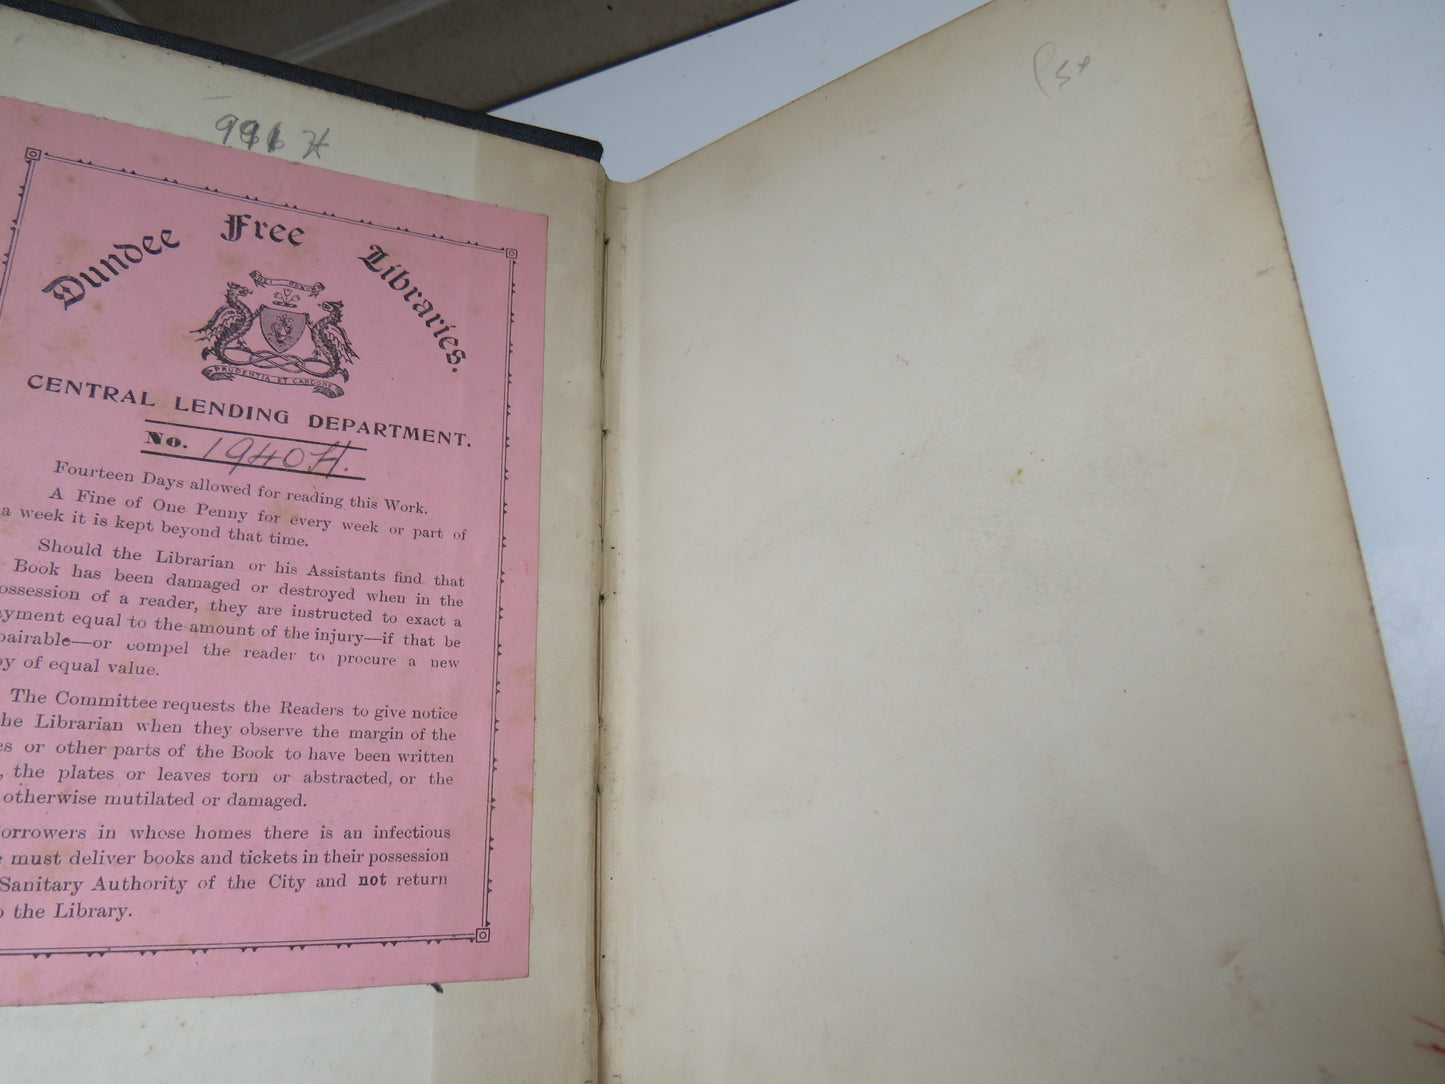 Dundee Free Libraries.
PRUDENTIA ET CANDORE
CENTRAL LENDING DEPARTMENT.
No. 1940 H.
Fourteen Days allowed for reading this Work.
A Fine of One Penny for every week or part of
a week it is kept beyond that time.
Should the Librarian or his Assistants find that
Book has been damaged or destroyed when in the
ossession of a reader, they are instructed to exact a
ayment equal to the amount of the injury—if that be
pairable—or compel the reader to procure a new
py of equal value.
The Committee requests the Readers to give notice
he Librarian when they observe the margin of the
es or other parts of the Book to have been written
, the plates or leaves torn or abstracted, or the
otherwise mutilated or damaged.
orrowers in whose homes there is an infectious
e must deliver books and tickets in their possession
Sanitary Authority of the City and not return
o the Library.